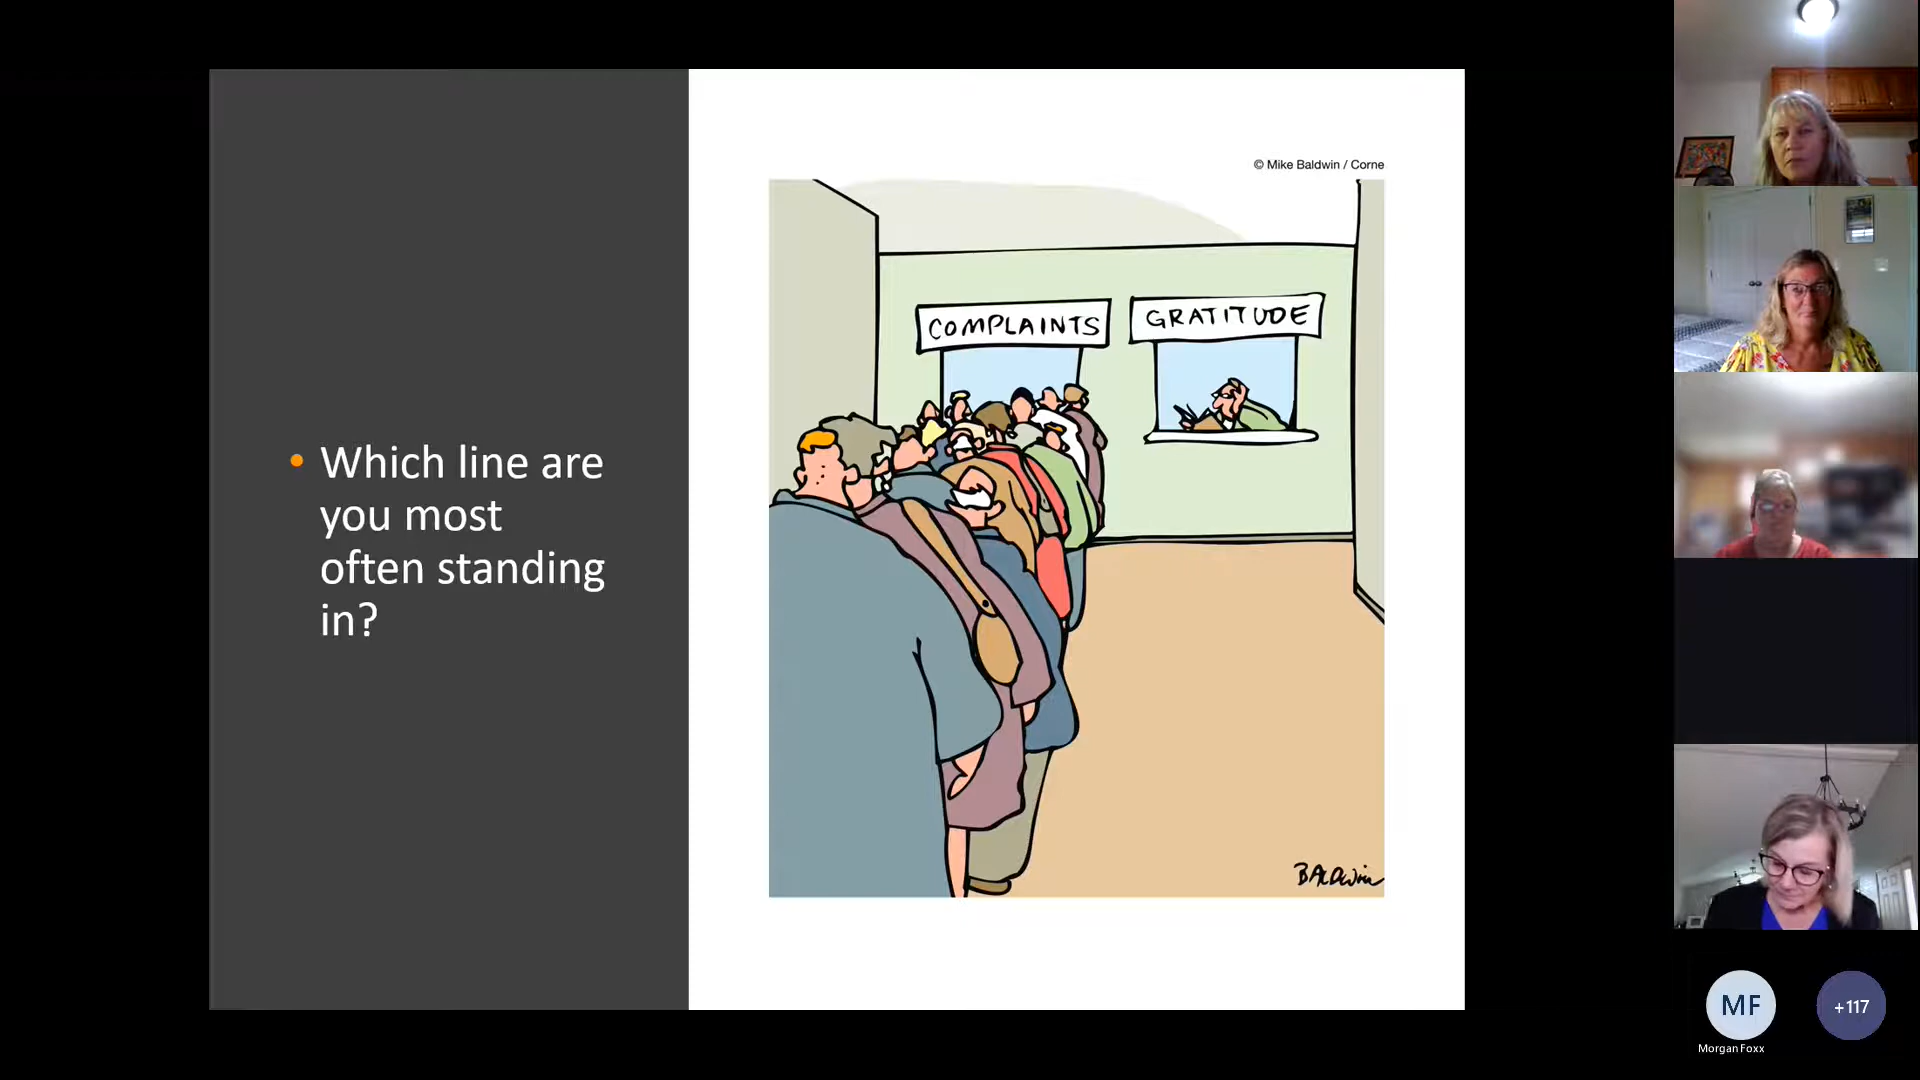 • Which line are
you most
often standing
in?
© Mike Baldwin / Corne
COMPLAINTS
GRATITUDE
BALDWIN
MF
+117
Morgan Foxx